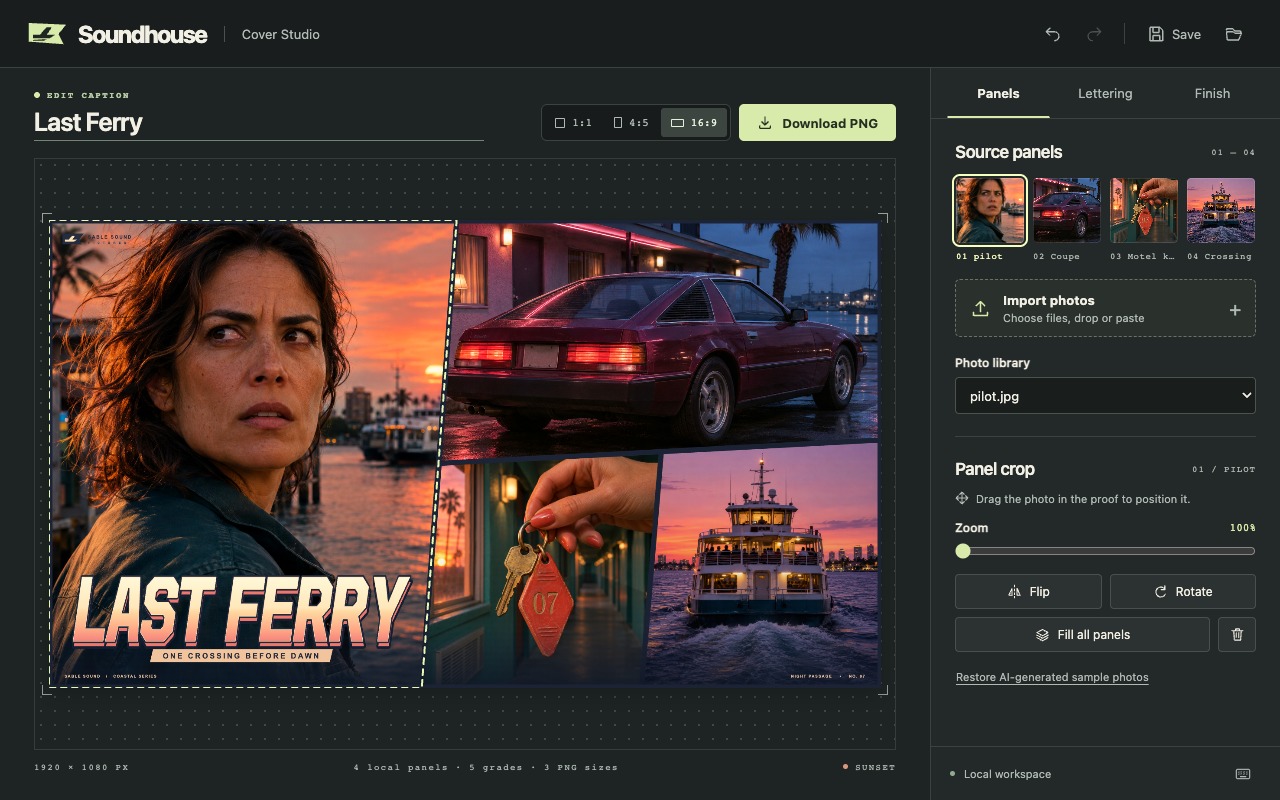 Soundhouse
Cover Studio
Save
EDIT CAPTION
Last Ferry
1:1
4:5
16:9
Download PNG
SABLE SOUND
LAST FERRY
ONE CROSSING BEFORE DAWN
SABLE SOUND
COASTAL SERIES
NIGHT PASSAGE
NO. 07
07
1920 × 1080 PX
4 local panels · 5 grades · 3 PNG sizes
SUNSET
Panels
Lettering
Finish
Source panels
01 — 04
01 pilot
02 Coupe
03 Motel k…
04 Crossing
Import photos
Choose files, drop or paste
Photo library
pilot.jpg
Panel crop
01 / PILOT
Drag the photo in the proof to position it.
Zoom
100%
Flip
Rotate
Fill all panels
Restore AI-generated sample photos
Local workspace